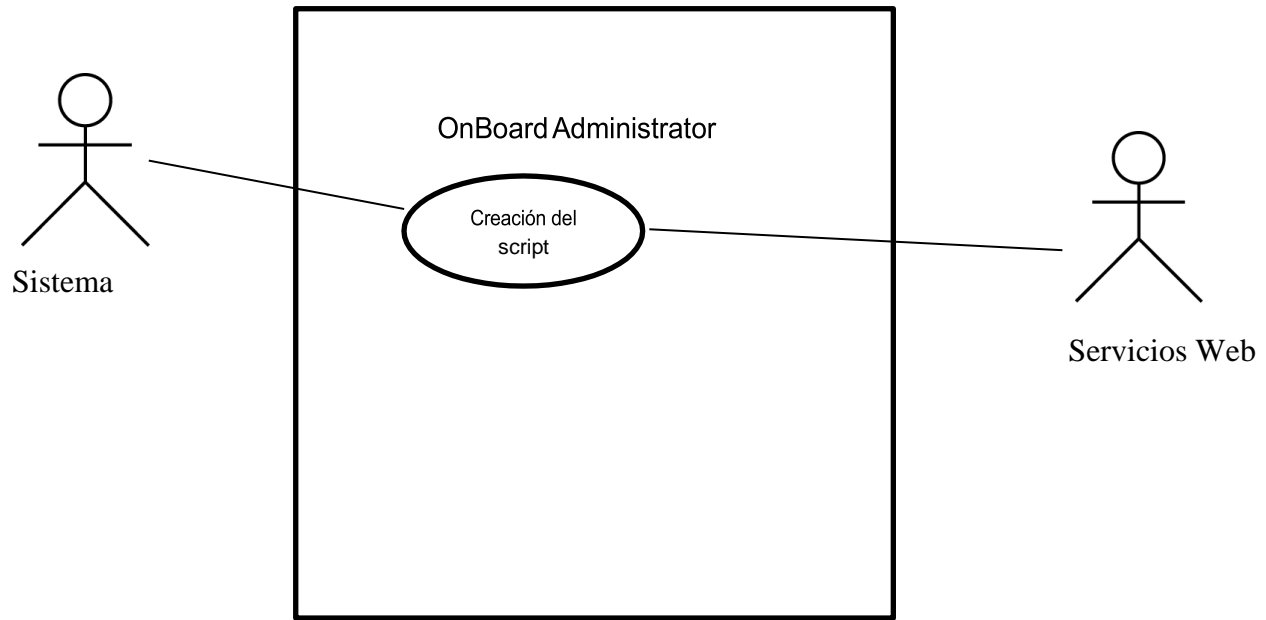 OnBoard Administrator
Creación del
script
Sistema
Servicios Web